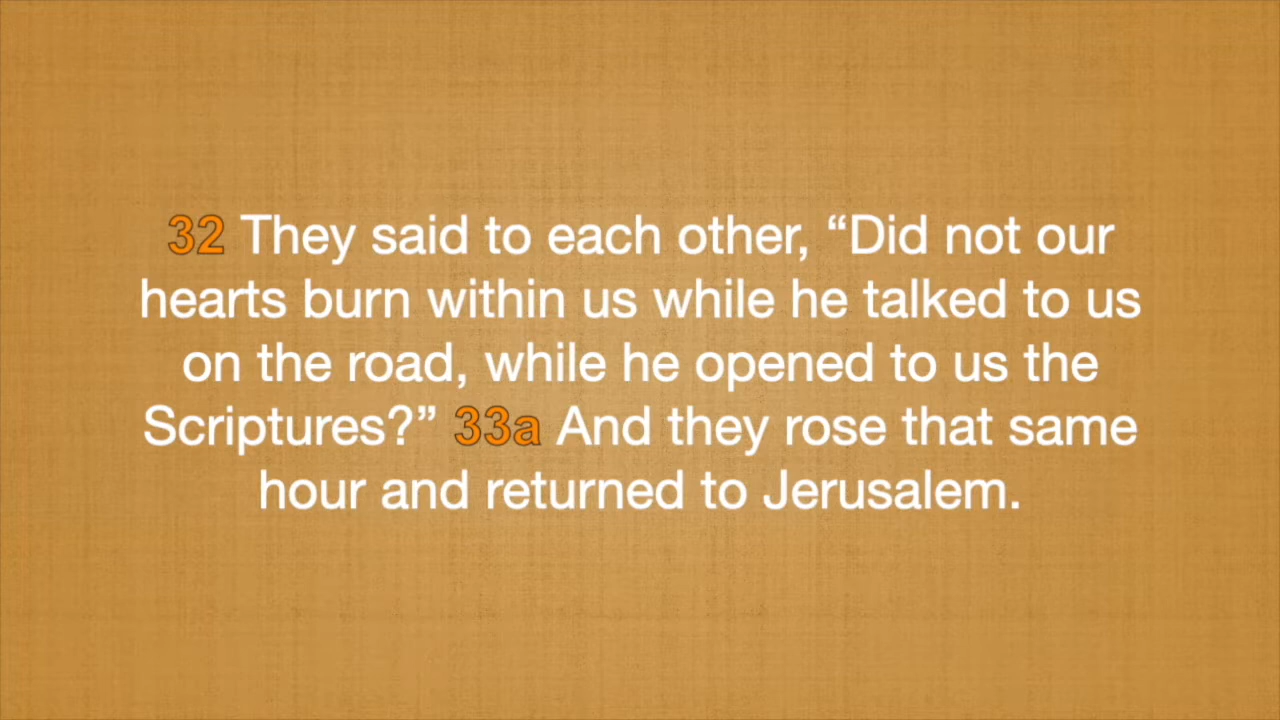 32 They said to each other, “Did not our
hearts burn within us while he talked to us
on the road, while he opened to us the
Scriptures?” 33a And they rose that same
hour and returned to Jerusalem.